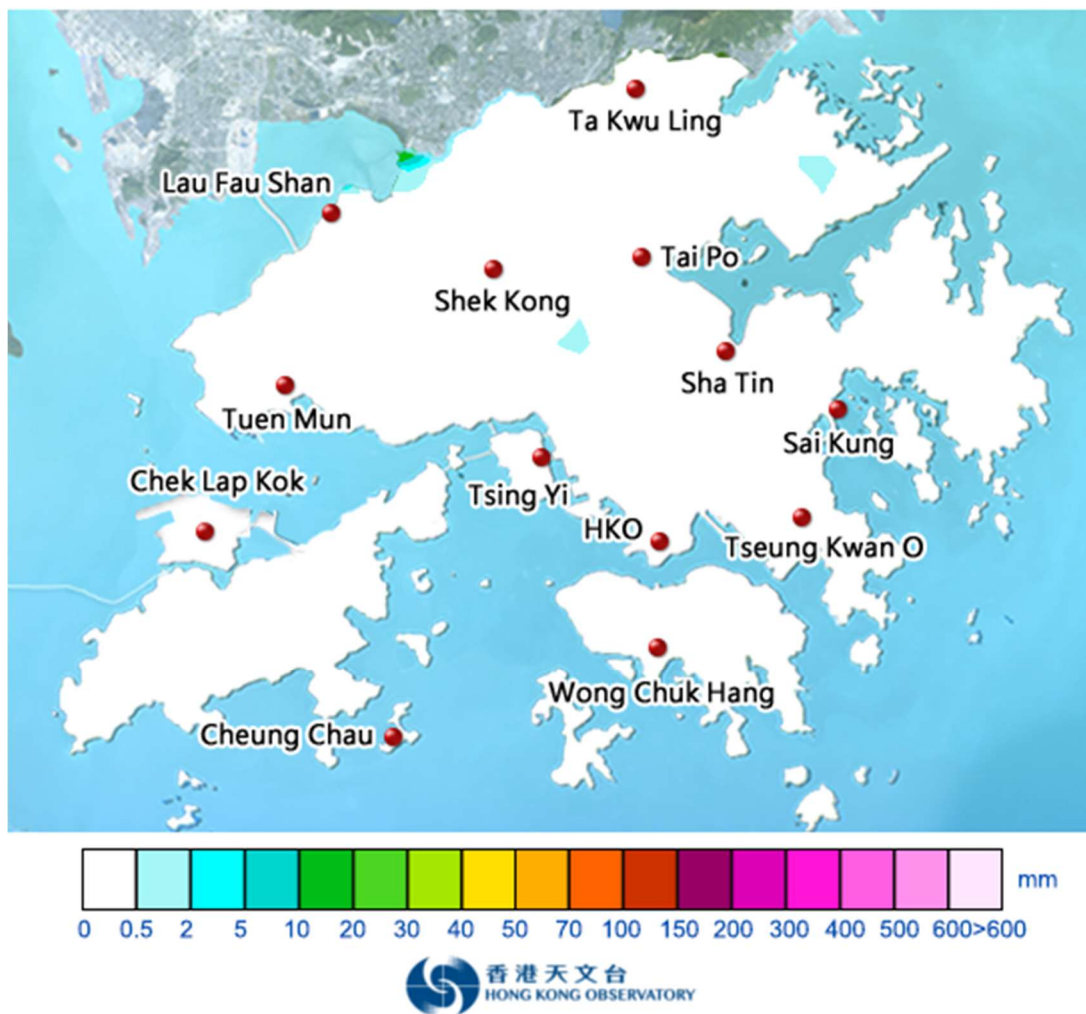 Ta Kwu Ling
Lau Fau Shan
Tai Po
Shek Kong
Sha Tin
Tuen Mun
Sai Kung
Chek Lap Kok
Tsing Yi
HKO
Tseung Kwan O
Wong Chuk Hang
Cheung Chau
mm
0 0.5 2 5 10 20 30 40 50 70 100 150 200 300 400 500 600>600
香港天文台
HONG KONG OBSERVATORY